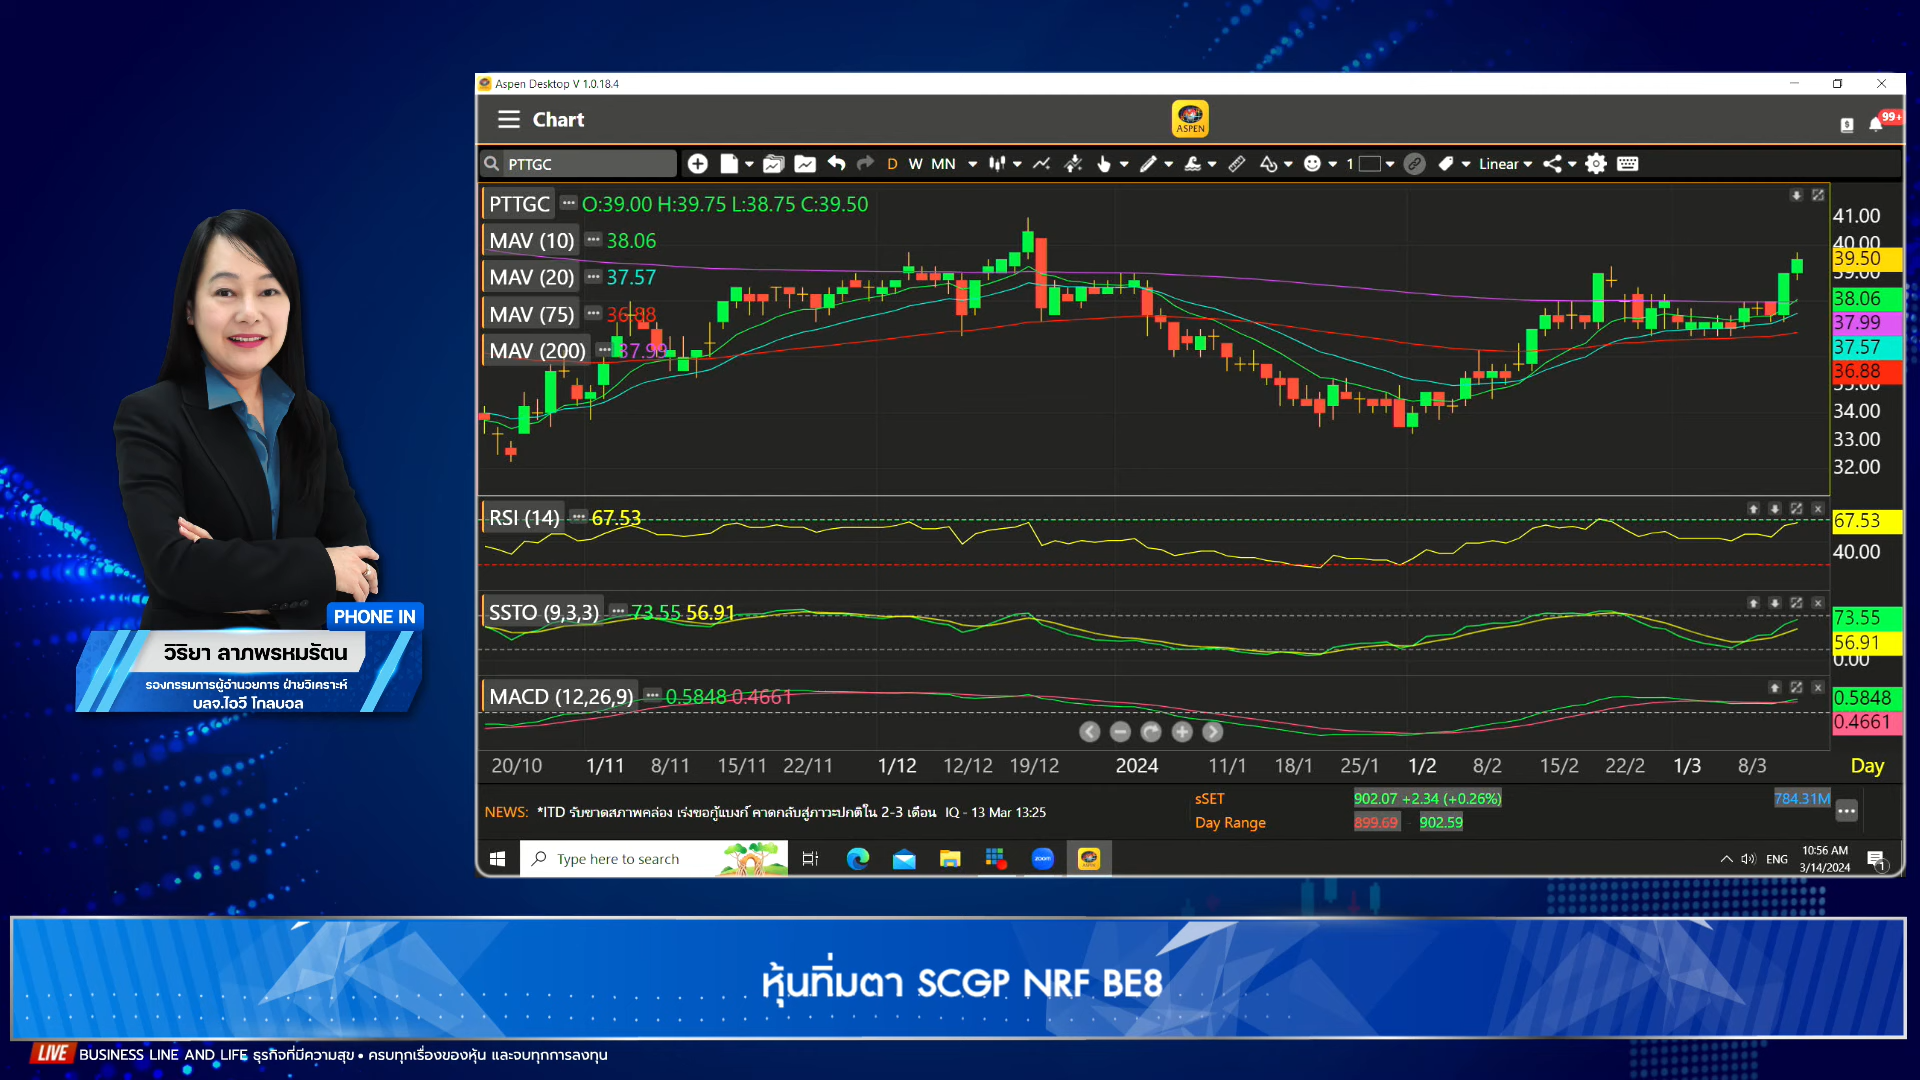 Aspen Desktop V 1.0.18.4
Chart
ASPEN
99+
PTTGC
D W MN
1
Linear
PTTGC O:39.00 H:39.75 L:38.75 C:39.50
MAV (10) 38.06
MAV (20) 37.57
MAV (75) 36.88
MAV (200) 37.99
41.00
40.00
39.50
39.00
38.06
37.99
37.57
36.88
35.00
34.00
33.00
32.00
RSI (14) 67.53
67.53
40.00
SSTO (9,3,3) 73.55 56.91
73.55
56.91
0.00
MACD (12,26,9) 0.5848 0.4661
0.5848
0.4661
20/10 1/11 8/11 15/11 22/11 1/12 12/12 19/12 2024 11/1 18/1 25/1 1/2 8/2 15/2 22/2 1/3 8/3 Day
NEWS: *ITD รับขาดสภาพคล่อง เร่งขอกู้แบงก์ คาดกลับสู่ภาวะปกติใน 2-3 เดือน IQ - 13 Mar 13:25
sSET 902.07 +2.34 (+0.26%) 784.31M
Day Range 899.69 - 902.59
Type here to search
zoom
ENG
10:56 AM
3/14/2024
1
PHONE IN
วิริยา ลาภพรหมรัตน
รองกรรมการผู้อำนวยการ ฝ่ายวิเคราะห์
บลจ.ไอวี โกลบอล
หุ้นทิ่มตา SCGP NRF BE8
LIVE BUSINESS LINE AND LIFE ธุรกิจที่มีความสุข • ครบทุกเรื่องของหุ้น และจบทุกการลงทุน